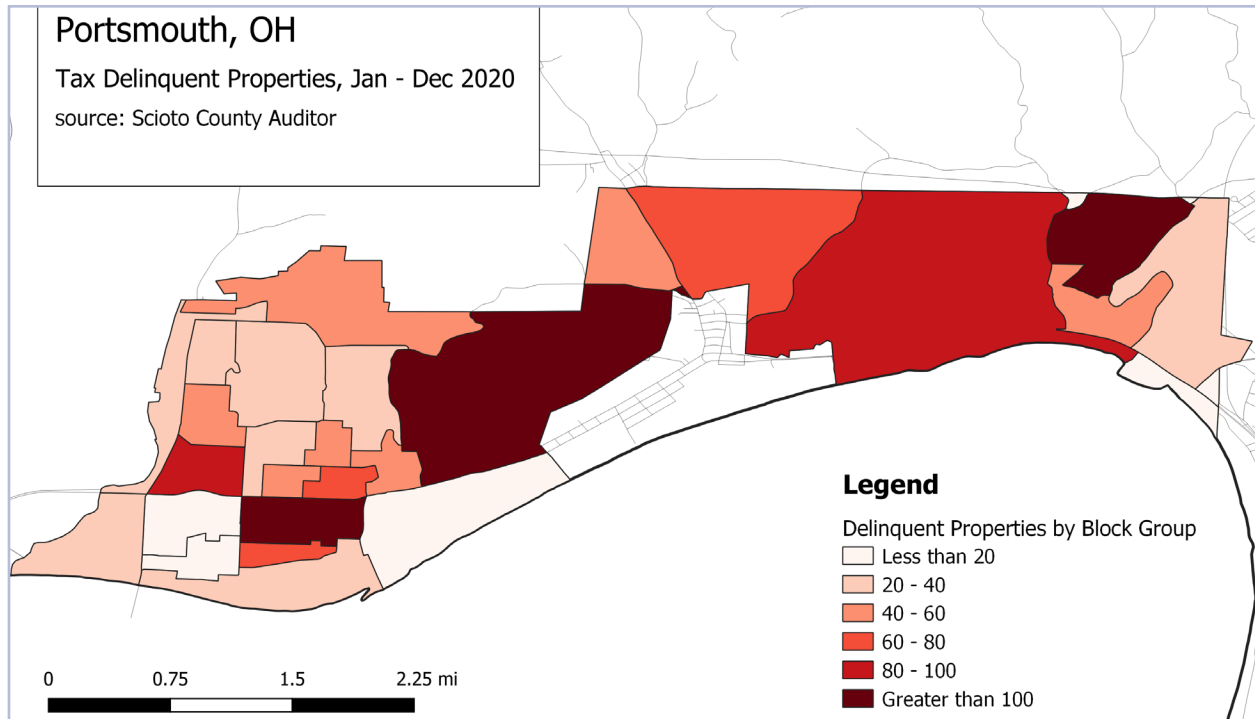 Portsmouth, OH
Tax Delinquent Properties, Jan - Dec 2020
source: Scioto County Auditor
Legend
Delinquent Properties by Block Group
Less than 20
20 - 40
40 - 60
60 - 80
80 - 100
Greater than 100
0 0.75 1.5 2.25 mi